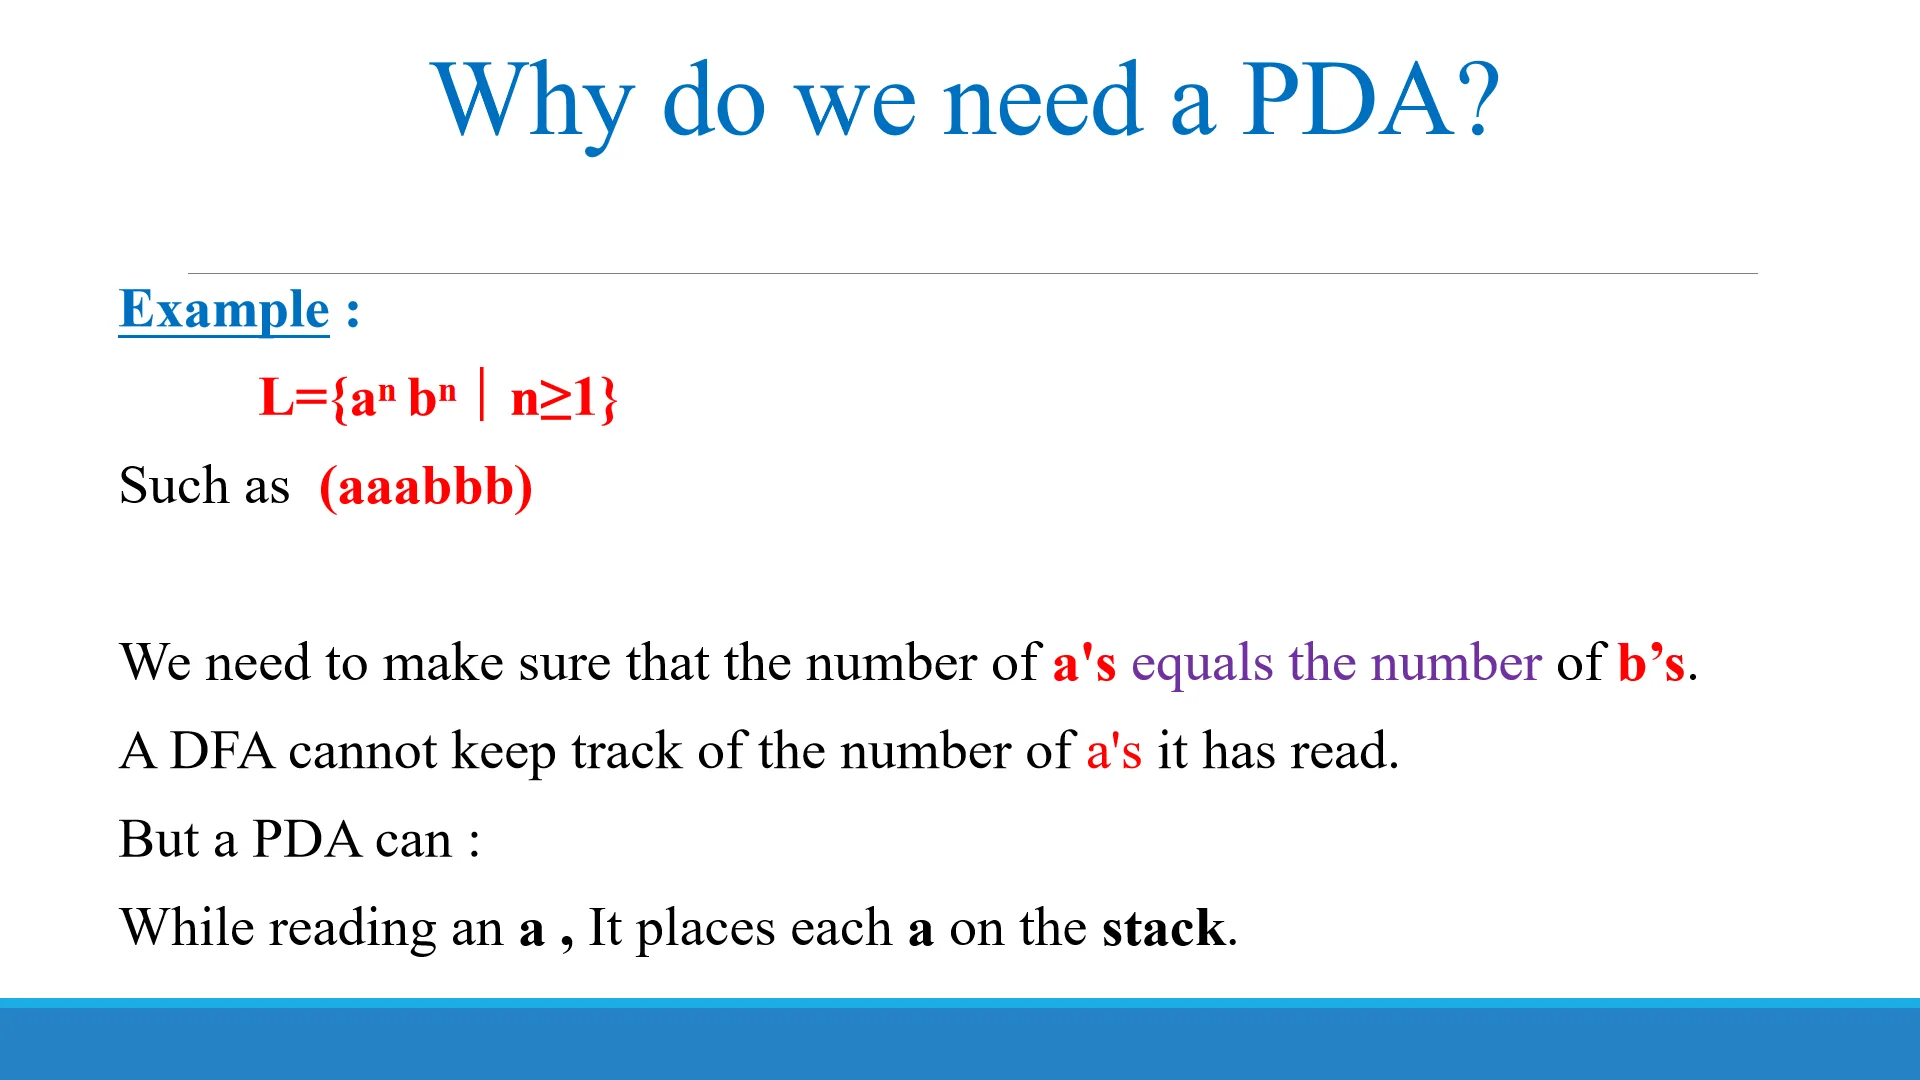 Why do we need a PDA?
Example :
L={aⁿ bⁿ | n≥1}
Such as (aaabbb)
We need to make sure that the number of a's equals the number of b’s.
A DFA cannot keep track of the number of a's it has read.
But a PDA can :
While reading an a , It places each a on the stack.